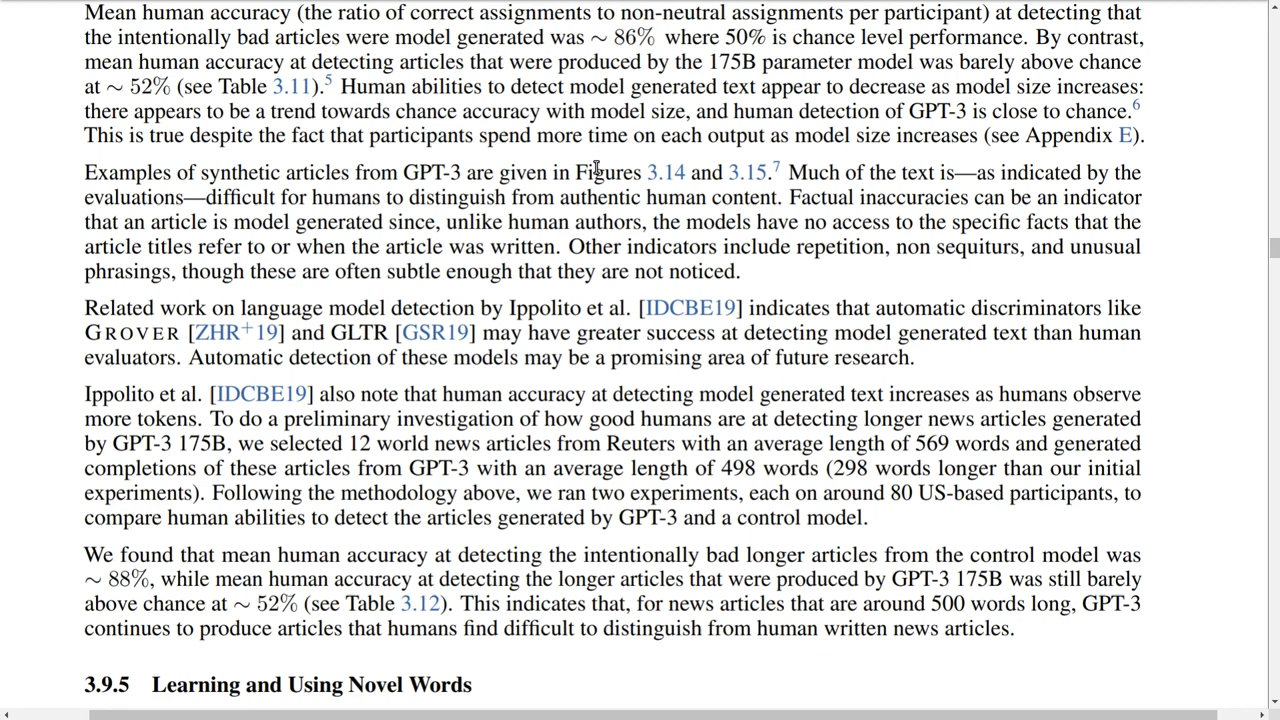 Mean human accuracy (the ratio of correct assignments to non-neutral assignments per participant) at detecting that
the intentionally bad articles were model generated was ∼ 86% where 50% is chance level performance. By contrast,
mean human accuracy at detecting articles that were produced by the 175B parameter model was barely above chance
at ∼ 52% (see Table 3.11).5 Human abilities to detect model generated text appear to decrease as model size increases:
there appears to be a trend towards chance accuracy with model size, and human detection of GPT-3 is close to chance.6
This is true despite the fact that participants spend more time on each output as model size increases (see Appendix E).
Examples of synthetic articles from GPT-3 are given in Figures 3.14 and 3.15.7 Much of the text is—as indicated by the
evaluations—difficult for humans to distinguish from authentic human content. Factual inaccuracies can be an indicator
that an article is model generated since, unlike human authors, the models have no access to the specific facts that the
article titles refer to or when the article was written. Other indicators include repetition, non sequiturs, and unusual
phrasings, though these are often subtle enough that they are not noticed.
Related work on language model detection by Ippolito et al. [IDCBE19] indicates that automatic discriminators like
GROVER [ZHR+19] and GLTR [GSR19] may have greater success at detecting model generated text than human
evaluators. Automatic detection of these models may be a promising area of future research.
Ippolito et al. [IDCBE19] also note that human accuracy at detecting model generated text increases as humans observe
more tokens. To do a preliminary investigation of how good humans are at detecting longer news articles generated
by GPT-3 175B, we selected 12 world news articles from Reuters with an average length of 569 words and generated
completions of these articles from GPT-3 with an average length of 498 words (298 words longer than our initial
experiments). Following the methodology above, we ran two experiments, each on around 80 US-based participants, to
compare human abilities to detect the articles generated by GPT-3 and a control model.
We found that mean human accuracy at detecting the intentionally bad longer articles from the control model was
∼ 88%, while mean human accuracy at detecting the longer articles that were produced by GPT-3 175B was still barely
above chance at ∼ 52% (see Table 3.12). This indicates that, for news articles that are around 500 words long, GPT-3
continues to produce articles that humans find difficult to distinguish from human written news articles.
3.9.5 Learning and Using Novel Words